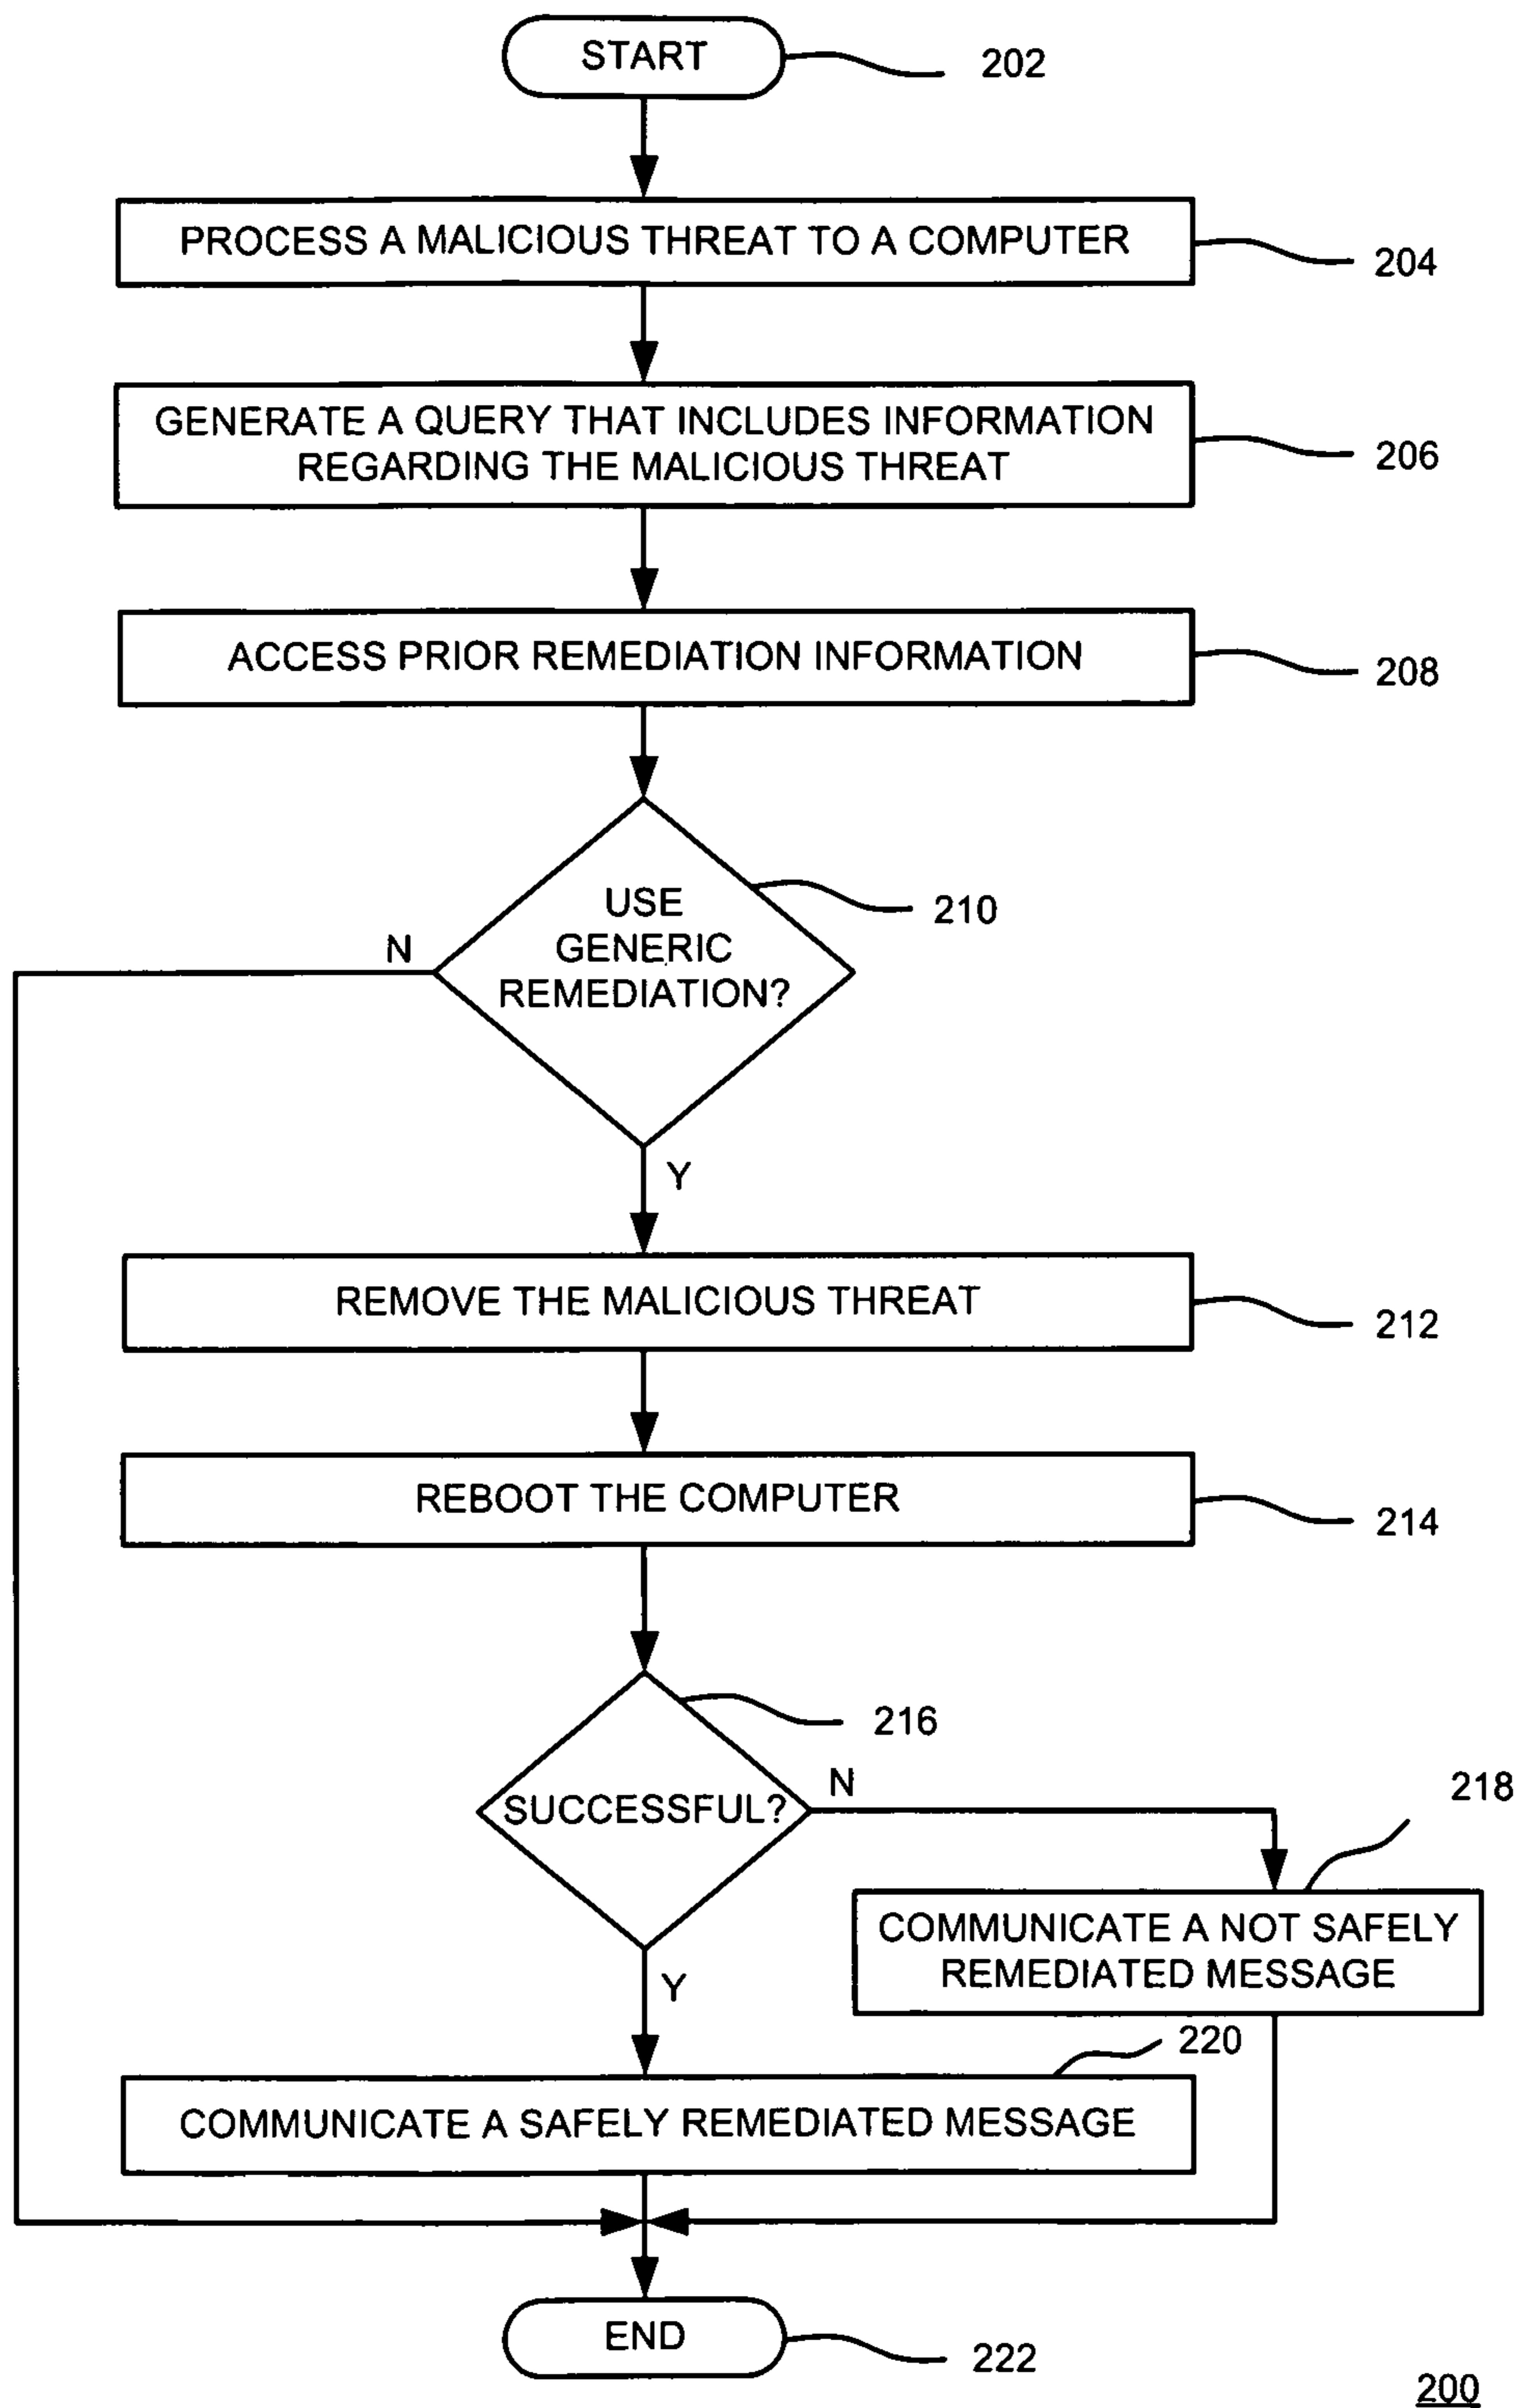 START
202
PROCESS A MALICIOUS THREAT TO A COMPUTER
204
GENERATE A QUERY THAT INCLUDES INFORMATION
REGARDING THE MALICIOUS THREAT
206
ACCESS PRIOR REMEDIATION INFORMATION
208
USE
GENERIC
REMEDIATION?
210
N
Y
REMOVE THE MALICIOUS THREAT
212
REBOOT THE COMPUTER
214
216
SUCCESSFUL?
N
218
COMMUNICATE A NOT SAFELY
REMEDIATED MESSAGE
Y
220
COMMUNICATE A SAFELY REMEDIATED MESSAGE
END
222
200